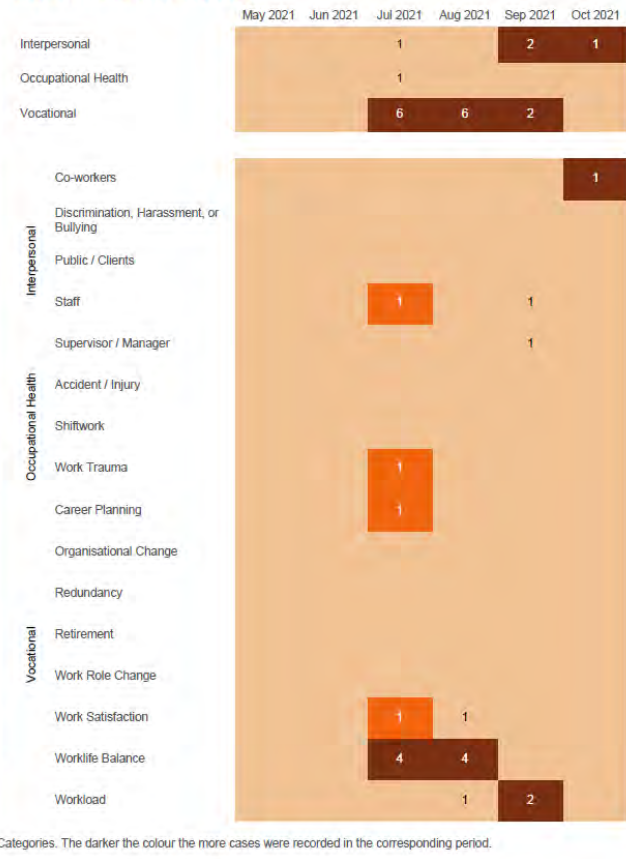 May 2021 Jun 2021 Jul 2021 Aug 2021 Sep 2021 Oct 2021
Interpersonal 1 2 1
Occupational Health 1
Vocational 6 6 2
Interpersonal
Co-workers 1
Discrimination, Harassment, or
Bullying
Public / Clients
Staff 1 1
Supervisor / Manager 1
Occupational Health
Accident / Injury
Shiftwork
Work Trauma 1
Career Planning 1
Organisational Change
Redundancy
Vocational
Retirement
Work Role Change
Work Satisfaction 1 1
Worklife Balance 4 4
Workload 1 2
Categories. The darker the colour the more cases were recorded in the corresponding period.